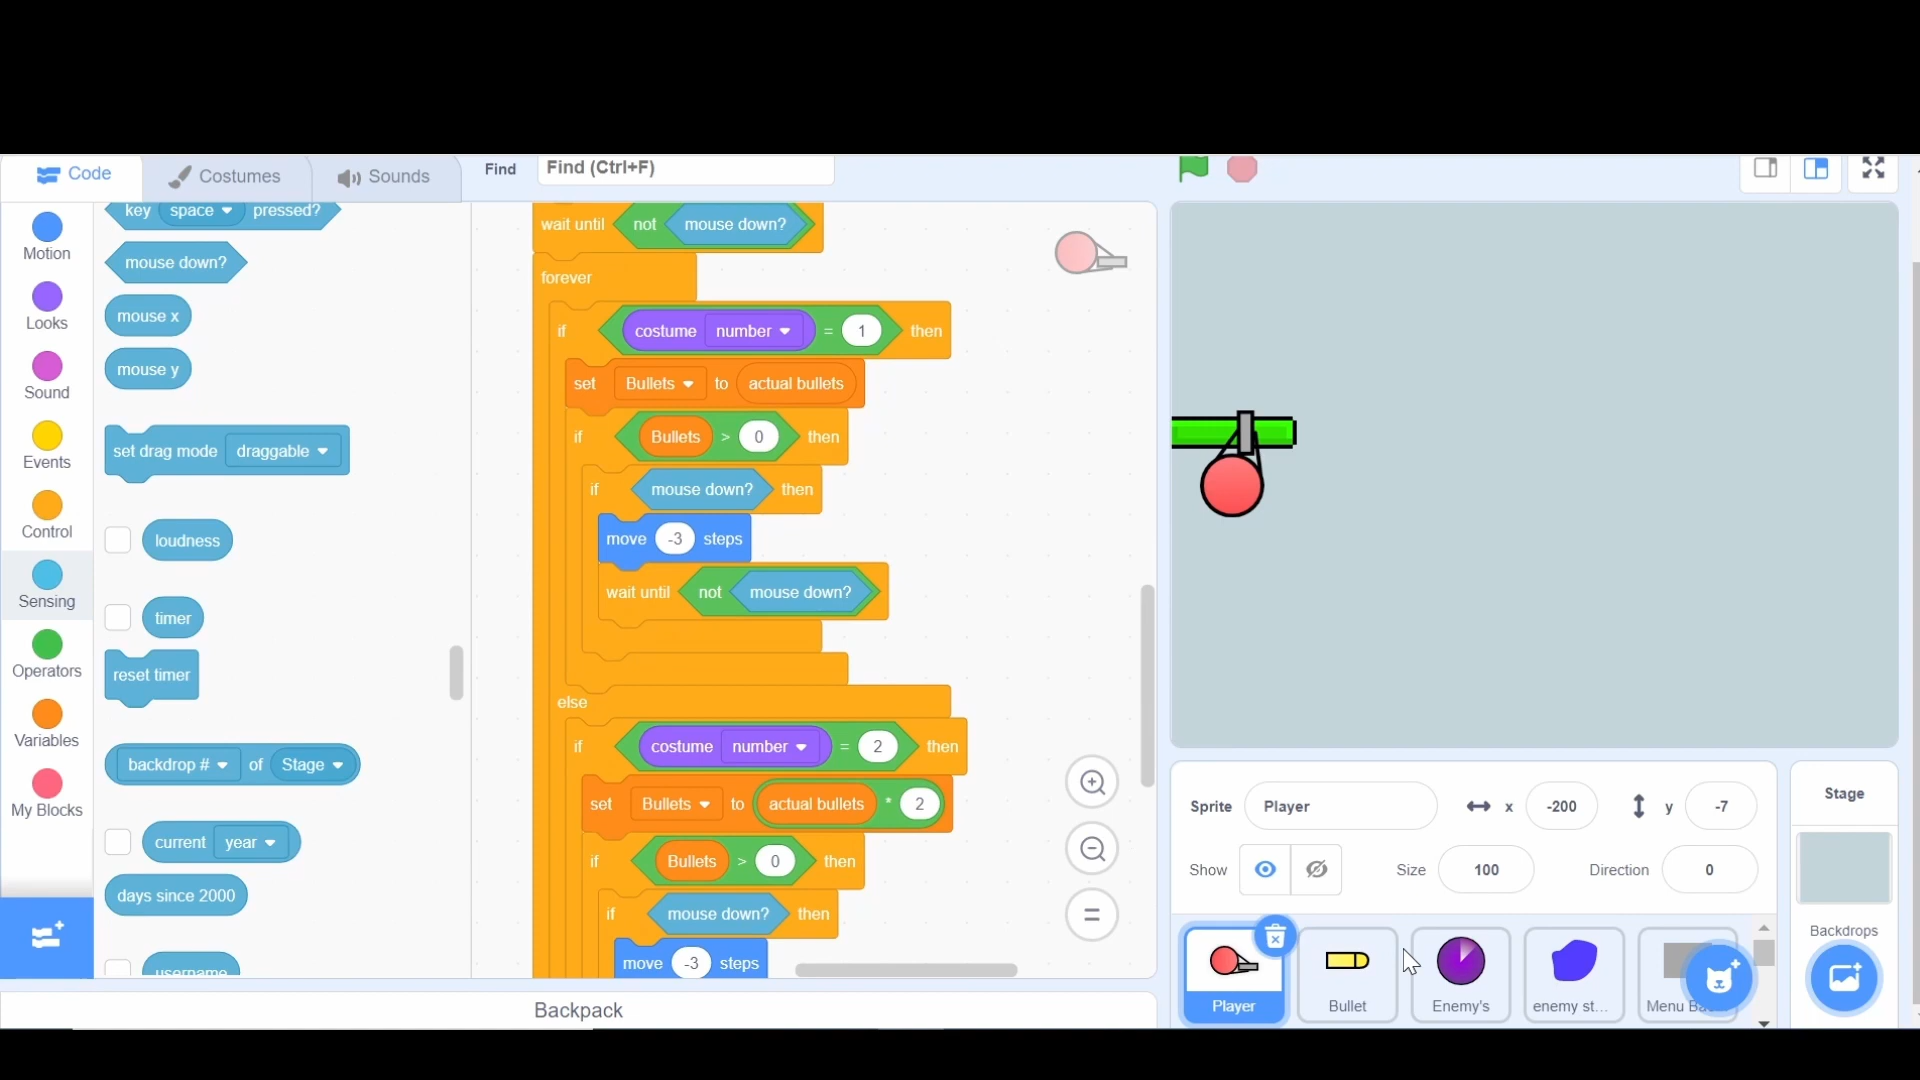 Code
Costumes
Sounds
Find
Find (Ctrl+F)
Motion
Looks
Sound
Events
Control
Sensing
Operators
Variables
My Blocks
key space pressed?
mouse down?
mouse x
mouse y
set drag mode draggable
loudness
timer
reset timer
backdrop # of Stage
current year
days since 2000
username
wait until not mouse down?
forever
if costume number = 1 then
set Bullets to actual bullets
if Bullets > 0 then
if mouse down? then
move -3 steps
wait until not mouse down?
else
if costume number = 2 then
set Bullets to actual bullets * 2
if Bullets > 0 then
if mouse down? then
move -3 steps
Backpack
Sprite Player x -200 y -7
Show Size 100 Direction 0
Player
Bullet
Enemy's
enemy st...
Menu
Stage
Backdrops